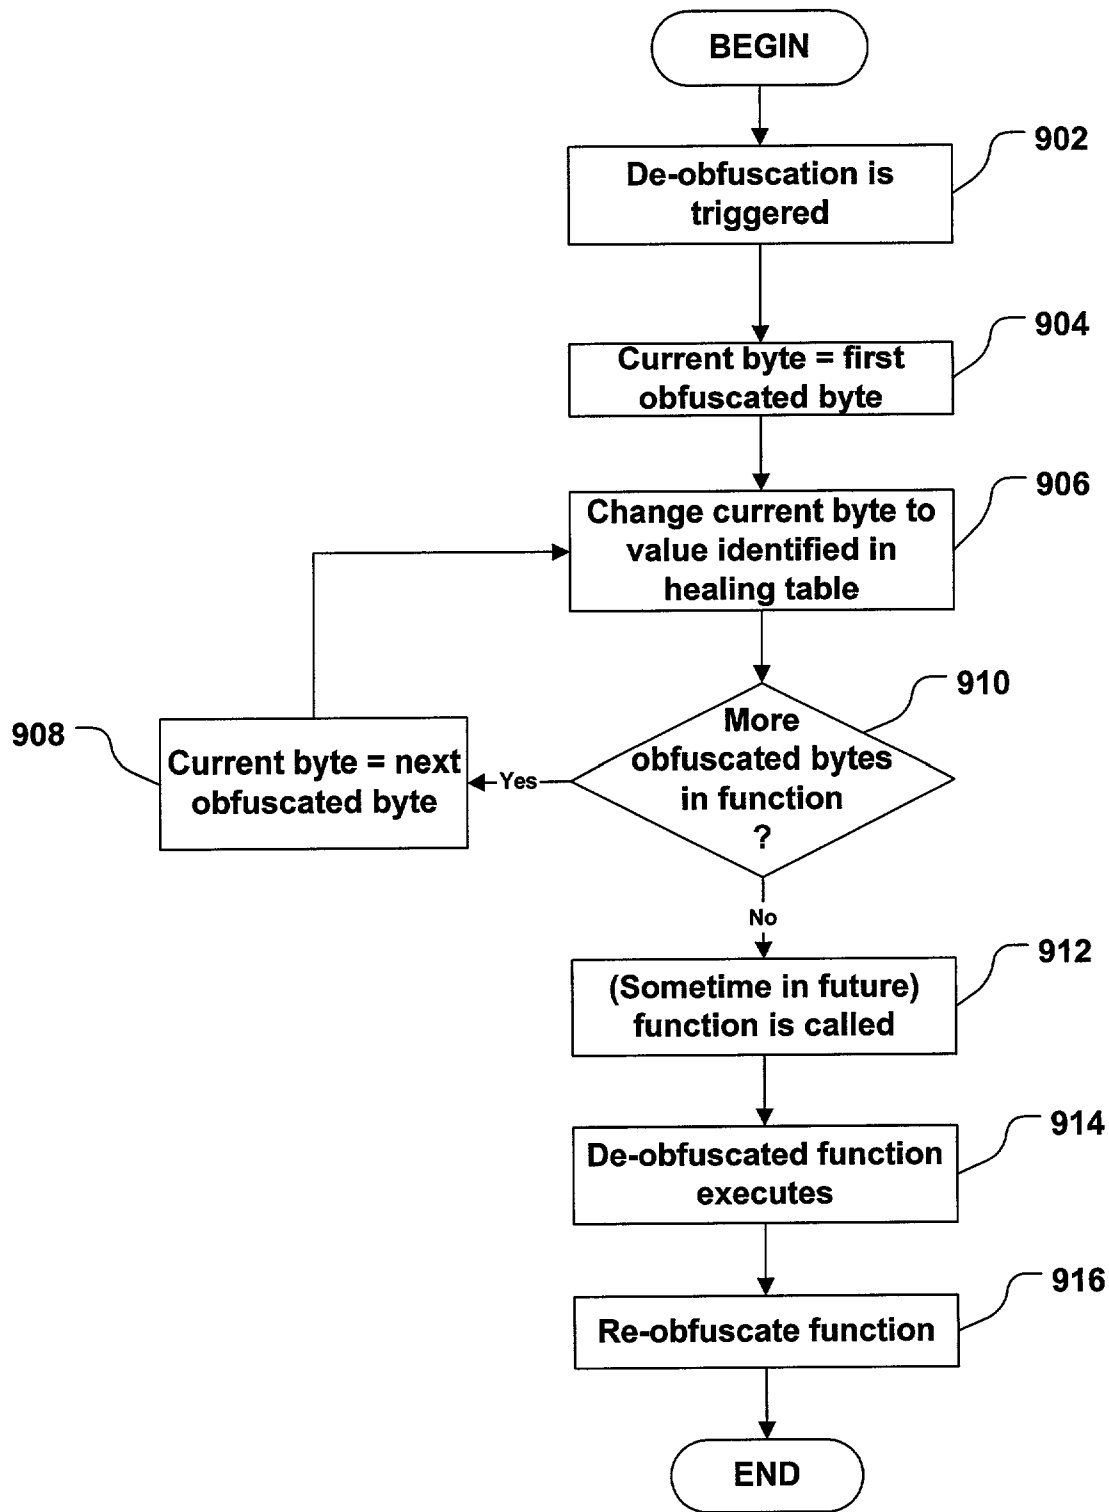 BEGIN
902
De-obfuscation is
triggered
904
Current byte = first
obfuscated byte
906
Change current byte to
value identified in
healing table
910
More
obfuscated bytes
in function
?
908
Current byte = next
obfuscated byte
Yes
No
912
(Sometime in future)
function is called
914
De-obfuscated function
executes
916
Re-obfuscate function
END